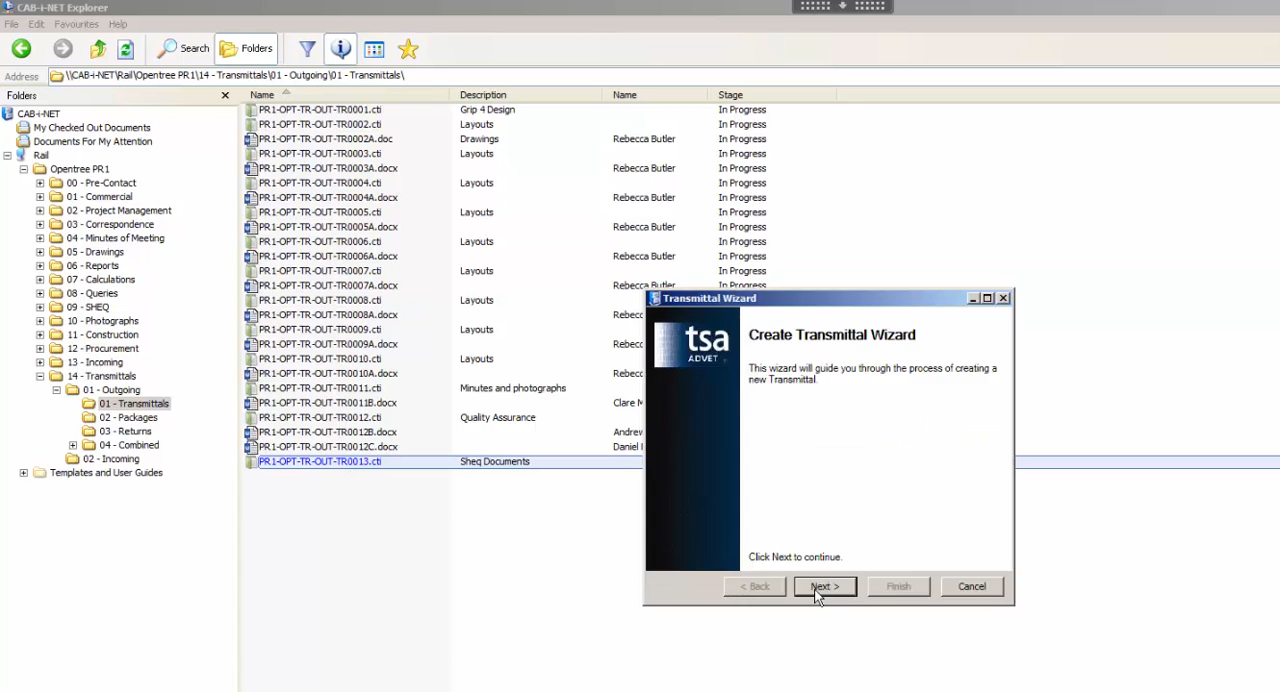 CAB-i-NET Explorer
File Edit Favourites Help
Search Folders
Address \\CAB-i-NET\Rail\Opentree PR1\14 - Transmittals\01 - Outgoing\01 - Transmittals\
Folders
CAB-i-NET
My Checked Out Documents
Documents For My Attention
Rail
Opentree PR1
00 - Pre-Contact
01 - Commercial
02 - Project Management
03 - Correspondence
04 - Minutes of Meeting
05 - Drawings
06 - Reports
07 - Calculations
08 - Queries
09 - SHEQ
10 - Photographs
11 - Construction
12 - Procurement
13 - Incoming
14 - Transmittals
01 - Outgoing
01 - Transmittals
02 - Packages
03 - Returns
04 - Combined
02 - Incoming
Templates and User Guides
Name Description Name Stage
PR1-OPT-TR-OUT-TR0001.cti Grip 4 Design In Progress
PR1-OPT-TR-OUT-TR0002.cti Layouts In Progress
PR1-OPT-TR-OUT-TR0002A.doc Drawings Rebecca Butler In Progress
PR1-OPT-TR-OUT-TR0003.cti Layouts In Progress
PR1-OPT-TR-OUT-TR0003A.docx Rebecca Butler In Progress
PR1-OPT-TR-OUT-TR0004.cti Layouts In Progress
PR1-OPT-TR-OUT-TR0004A.docx Rebecca Butler In Progress
PR1-OPT-TR-OUT-TR0005.cti Layouts In Progress
PR1-OPT-TR-OUT-TR0005A.docx Rebecca Butler In Progress
PR1-OPT-TR-OUT-TR0006.cti Layouts In Progress
PR1-OPT-TR-OUT-TR0006A.docx Rebecca Butler In Progress
PR1-OPT-TR-OUT-TR0007.cti Layouts In Progress
PR1-OPT-TR-OUT-TR0007A.docx Rebecca Butler In Progress
PR1-OPT-TR-OUT-TR0008.cti Layouts
PR1-OPT-TR-OUT-TR0008A.docx Rebecc
PR1-OPT-TR-OUT-TR0009.cti Layouts
PR1-OPT-TR-OUT-TR0009A.docx Rebecc
PR1-OPT-TR-OUT-TR0010.cti Layouts
PR1-OPT-TR-OUT-TR0010A.docx Rebecc
PR1-OPT-TR-OUT-TR0011.cti Minutes and photographs
PR1-OPT-TR-OUT-TR0011B.docx Clare M
PR1-OPT-TR-OUT-TR0012.cti Quality Assurance
PR1-OPT-TR-OUT-TR0012B.docx Andrew
PR1-OPT-TR-OUT-TR0012C.docx Daniel
PR1-OPT-TR-OUT-TR0013.cti Sheq Documents
Transmittal Wizard
tsa
ADVET
Create Transmittal Wizard
This wizard will guide you through the process of creating a
new Transmittal.
Click Next to continue.
< Back Next > Finish Cancel